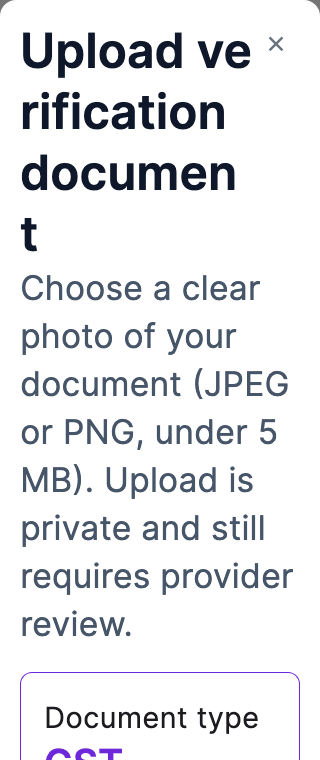 Upload ve
rification
documen
t
Choose a clear
photo of your
document (JPEG
or PNG, under 5
MB). Upload is
private and still
requires provider
review.
Document type